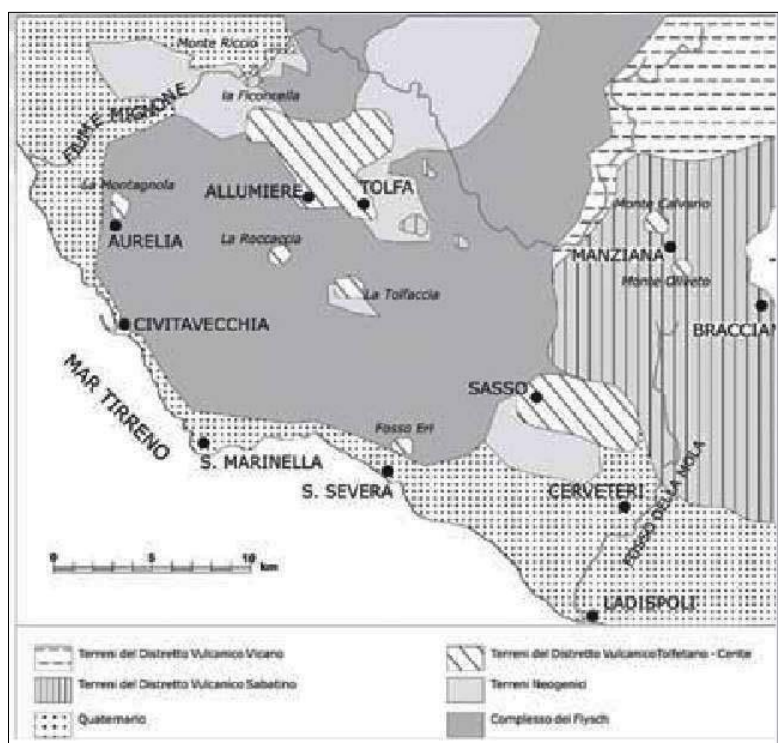 Monte Riccio
la Ficoncella
FIUME MIGNONE
La Montagnola
ALLUMIERE
TOLFA
AURELIA
La Roccaccia
Monte Calvario
MANZIANA
Monte Oliveto
La Tolfaccia
CIVITAVECCHIA
BRACCIAN
MAR TIRRENO
SASSO
Fosso Eri
S. MARINELLA
S. SEVERA
CERVETERI
FOSSO DELLA MOLA
0 5 10
km
LADISPOLI
Terreni del Distretto Vulcanico Vicano
Terreni del Distretto Vulcanico Sabatino
Quaternario
Terreni del Distretto Vulcanico Tolfetano - Cerite
Terreni Neogenici
Complesso dei Flysch